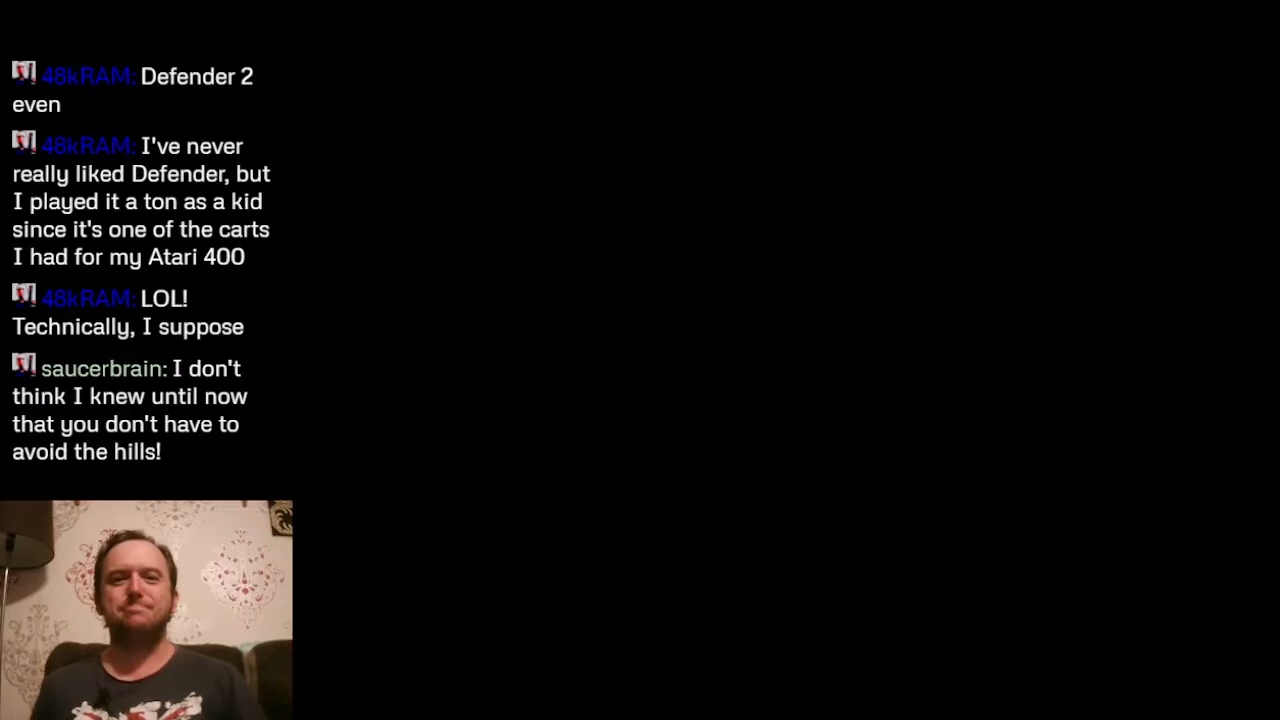 48kRAM: Defender 2
even
48kRAM: I've never
really liked Defender, but
I played it a ton as a kid
since it's one of the carts
I had for my Atari 400
48kRAM: LOL!
Technically, I suppose
saucerbrain: I don't
think I knew until now
that you don't have to
avoid the hills!